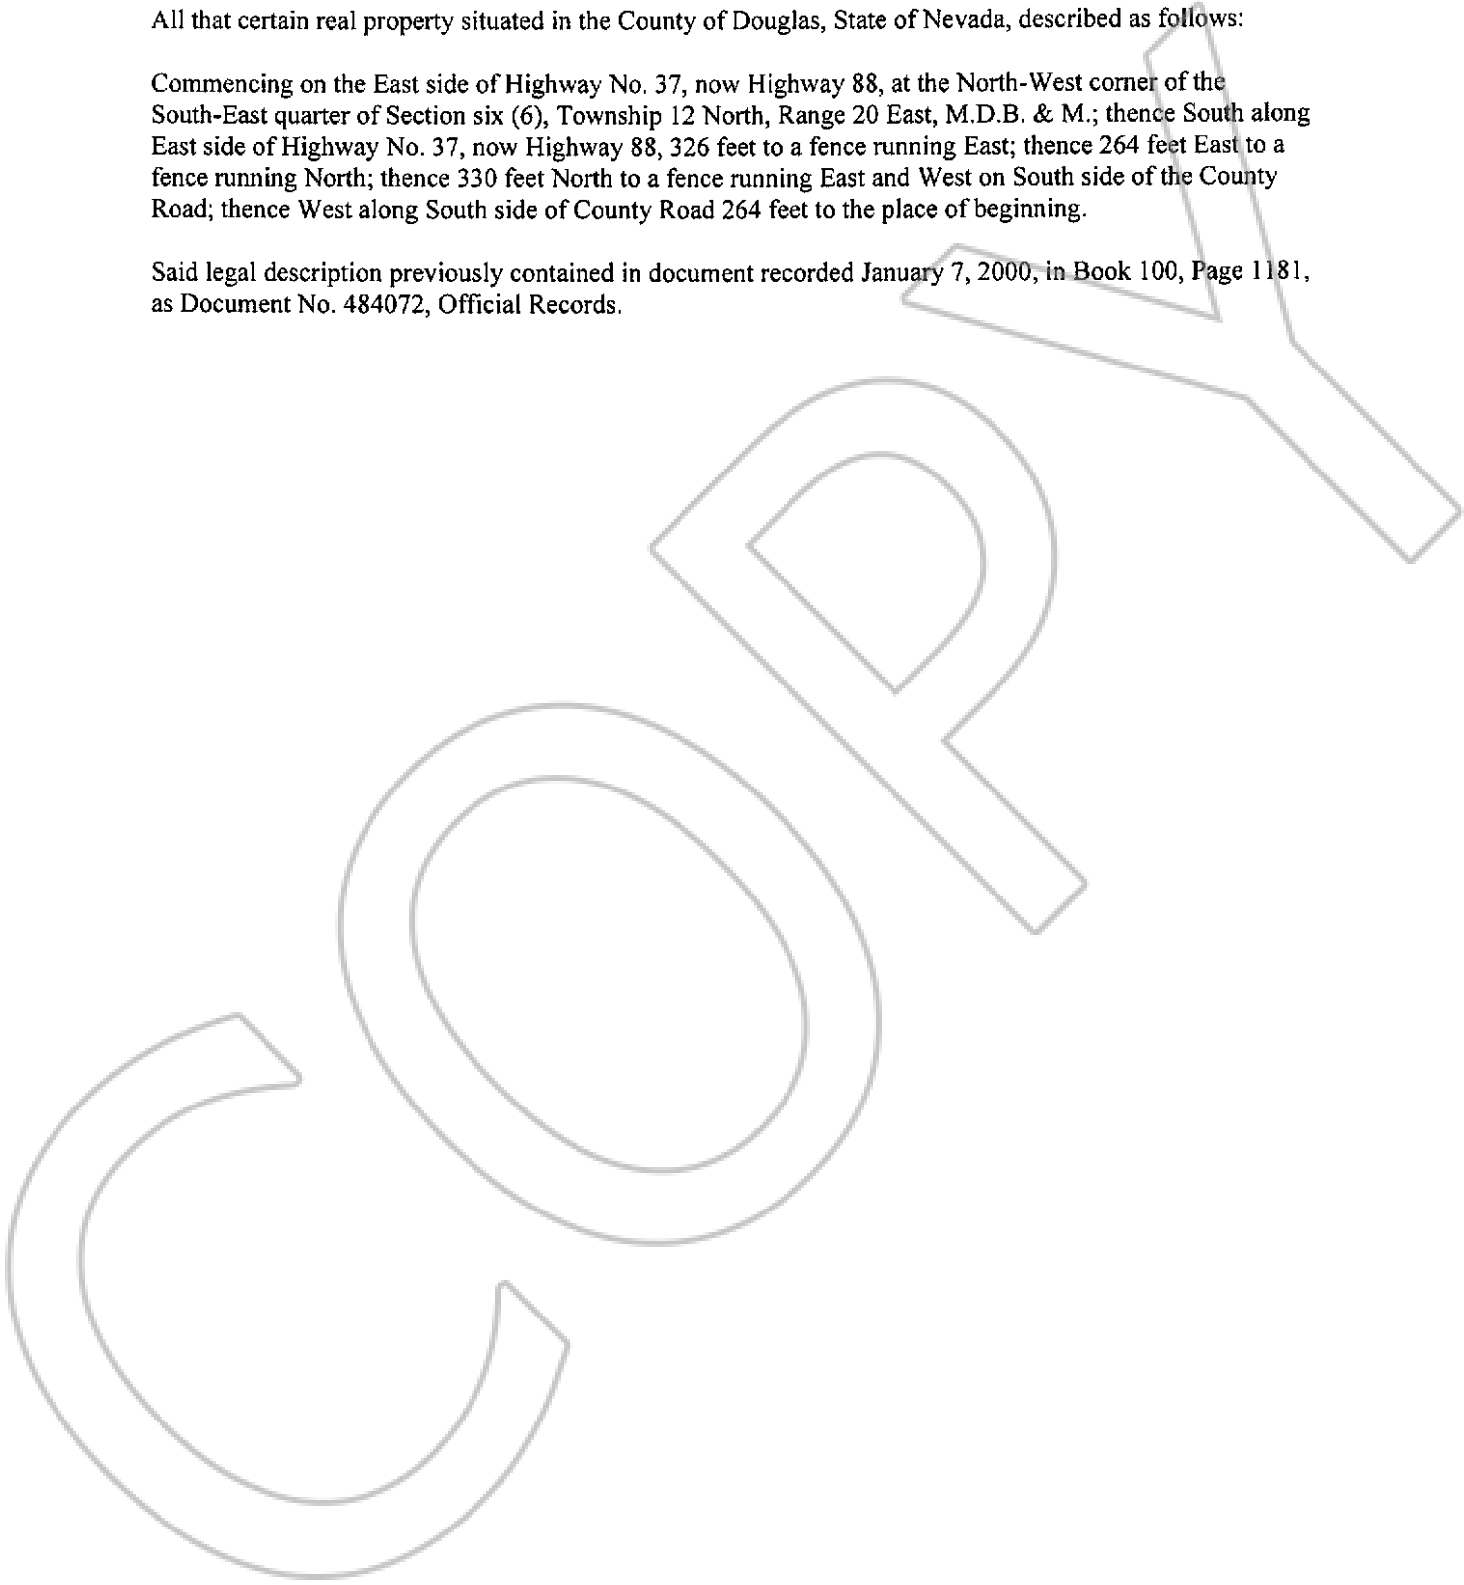 All that certain real property situated in the County of Douglas, State of Nevada, described as follows:
Commencing on the East side of Highway No. 37, now Highway 88, at the North-West corner of the
South-East quarter of Section six (6), Township 12 North, Range 20 East, M.D.B. & M.; thence South along
East side of Highway No. 37, now Highway 88, 326 feet to a fence running East; thence 264 feet East to a
fence running North; thence 330 feet North to a fence running East and West on South side of the County
Road; thence West along South side of County Road 264 feet to the place of beginning.
Said legal description previously contained in document recorded January 7, 2000, in Book 100, Page 1181,
as Document No. 484072, Official Records.
COPY